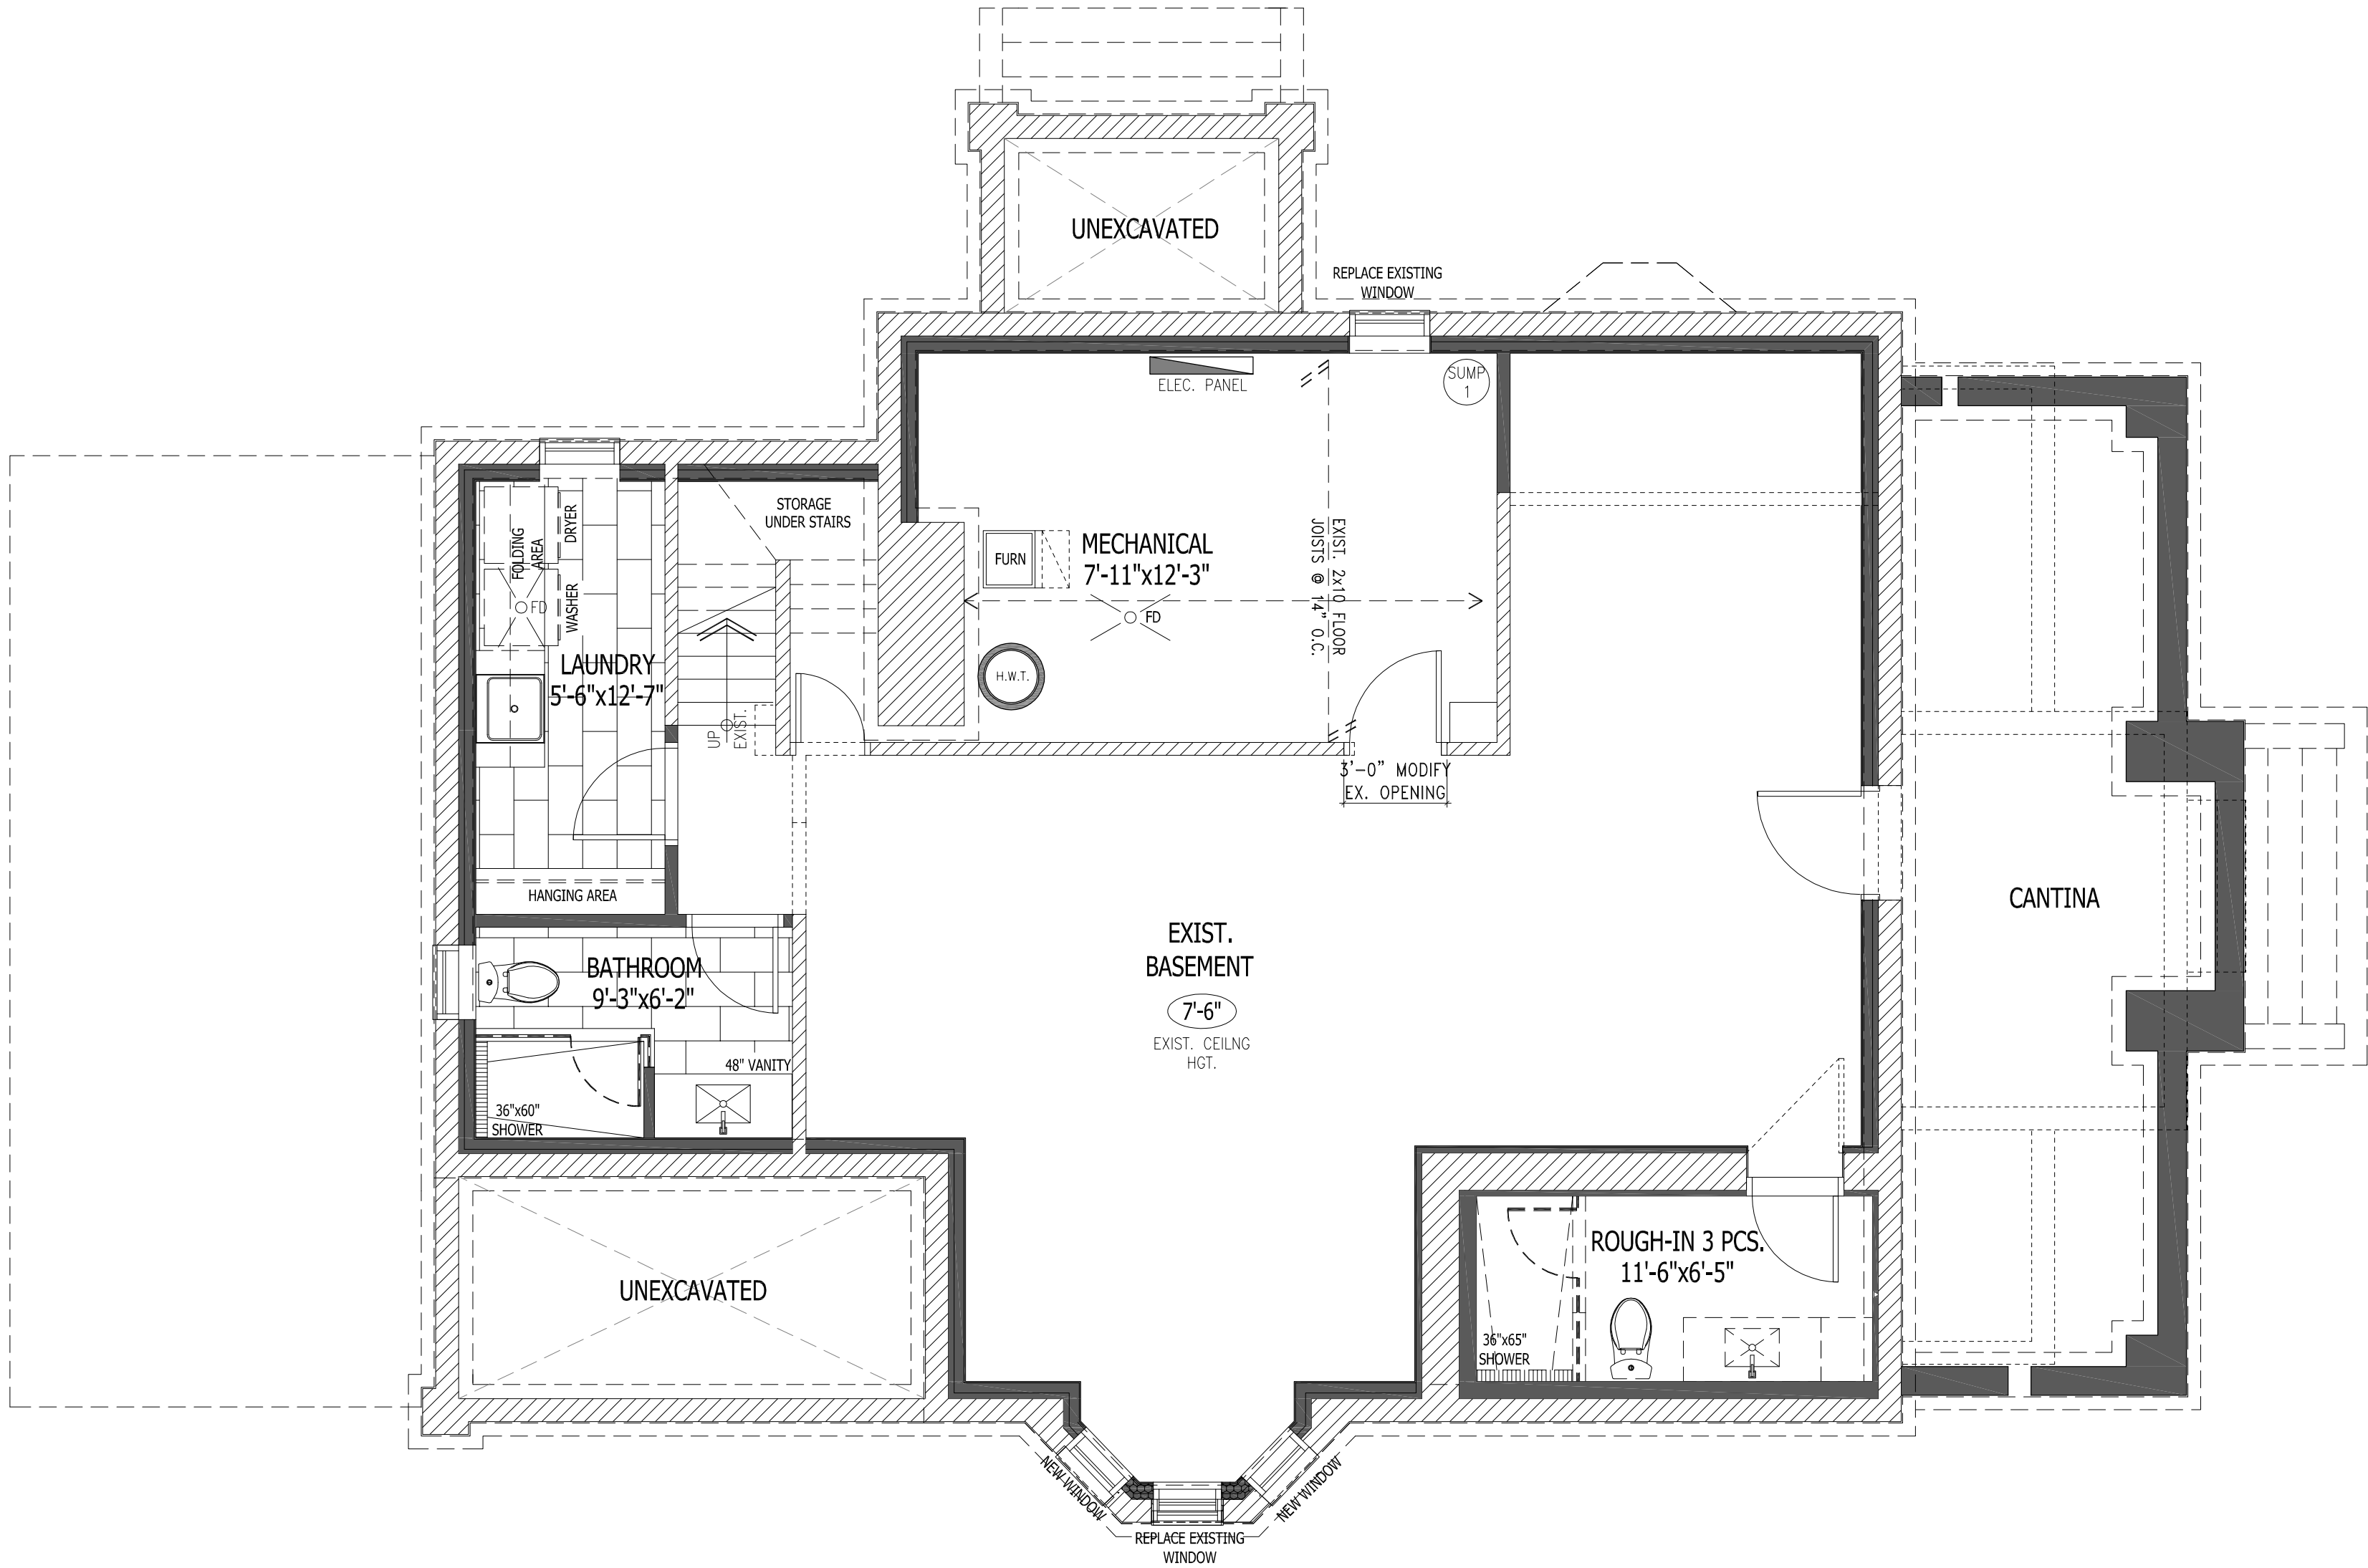 UNEXCAVATED
REPLACE EXISTING
WINDOW
ELEC. PANEL
SUMP
1
STORAGE
UNDER STAIRS
FOLDING
AREA
DRYER
WASHER
FD
FURN
MECHANICAL
7'-11"x12'-3"
FD
EXIST. 2x10 FLOOR
JOISTS @ 14" O.C.
H.W.T.
LAUNDRY
5'-6"x12'-7"
UP
EXIST.
3'-0" MODIFY
EX. OPENING
HANGING AREA
CANTINA
EXIST.
BASEMENT
7'-6"
EXIST. CEILNG
HGT.
BATHROOM
9'-3"x6'-2"
48" VANITY
36"x60"
SHOWER
UNEXCAVATED
ROUGH-IN 3 PCS.
11'-6"x6'-5"
36"x65"
SHOWER
NEW WINDOW
NEW WINDOW
REPLACE EXISTING
WINDOW